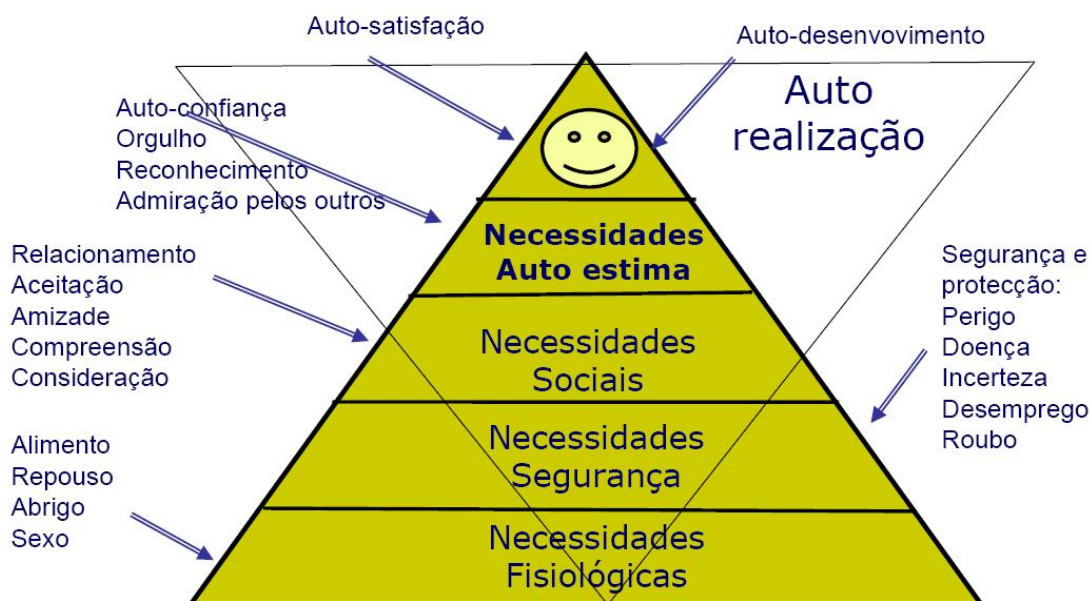 Auto-satisfação
Auto-desenvovimento
Auto
realização
Auto-confiança
Orgulho
Reconhecimento
Admiração pelos outros
Necessidades
Auto estima
Relacionamento
Aceitação
Amizade
Compreensão
Consideração
Segurança e
protecção:
Perigo
Doença
Incerteza
Desemprego
Roubo
Necessidades
Sociais
Necessidades
Segurança
Alimento
Repouso
Abrigo
Sexo
Necessidades
Fisiológicas